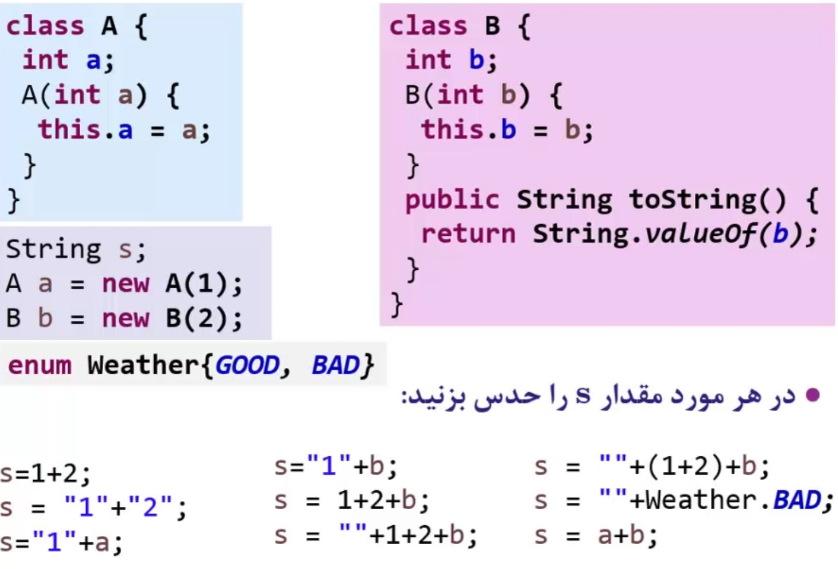 class A {
int a;
A(int a) {
this.a = a;
}
}
String s;
A a = new A(1);
B b = new B(2);
enum Weather{GOOD, BAD}
class B {
int b;
B(int b) {
this.b = b;
}
public String toString() {
return String.valueOf(b);
}
}
● در هر مورد مقدار s را حدس بزنید:
s=1+2;
s = "1"+"2";
s="1"+a;
s="1"+b;
s = 1+2+b;
s = ""+1+2+b;
s = ""+(1+2)+b;
s = ""+Weather.BAD;
s = a+b;